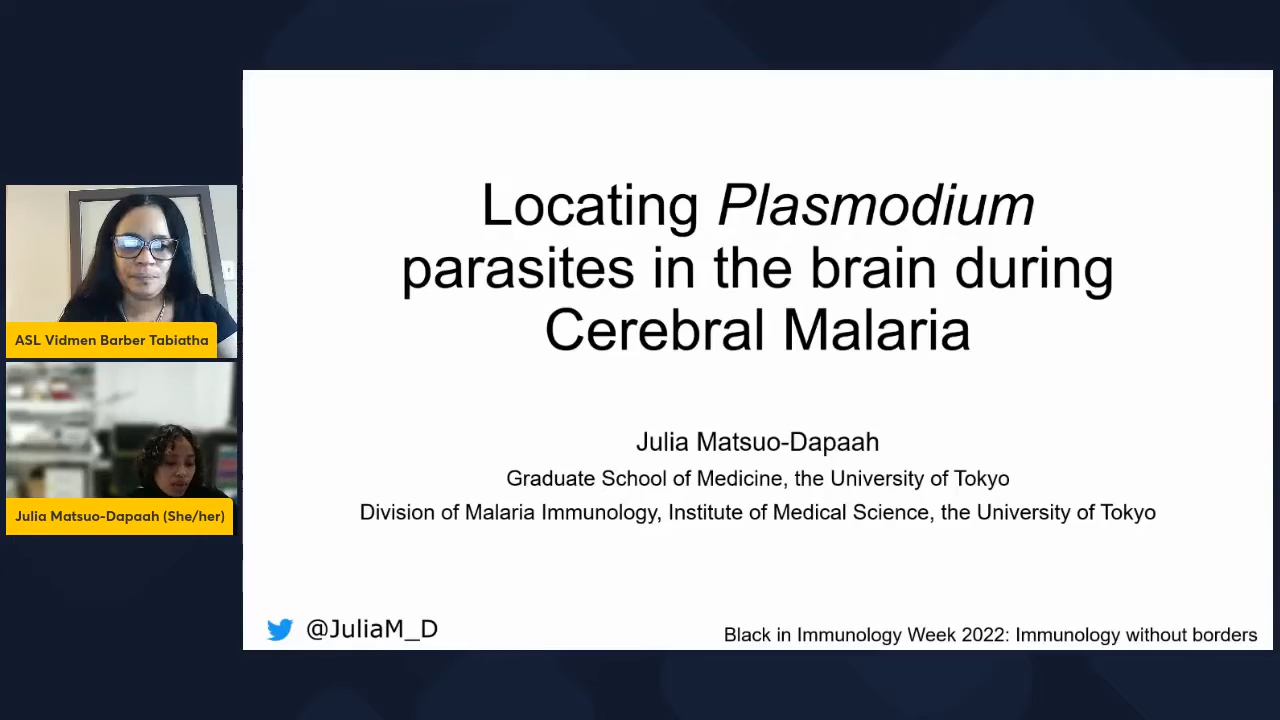 Locating Plasmodium
parasites in the brain during
Cerebral Malaria
Julia Matsuo-Dapaah
Graduate School of Medicine, the University of Tokyo
Division of Malaria Immunology, Institute of Medical Science, the University of Tokyo
@JuliaM_D
Black in Immunology Week 2022: Immunology without borders
ASL Vidmen Barber Tabiatha
Julia Matsuo-Dapaah (She/her)